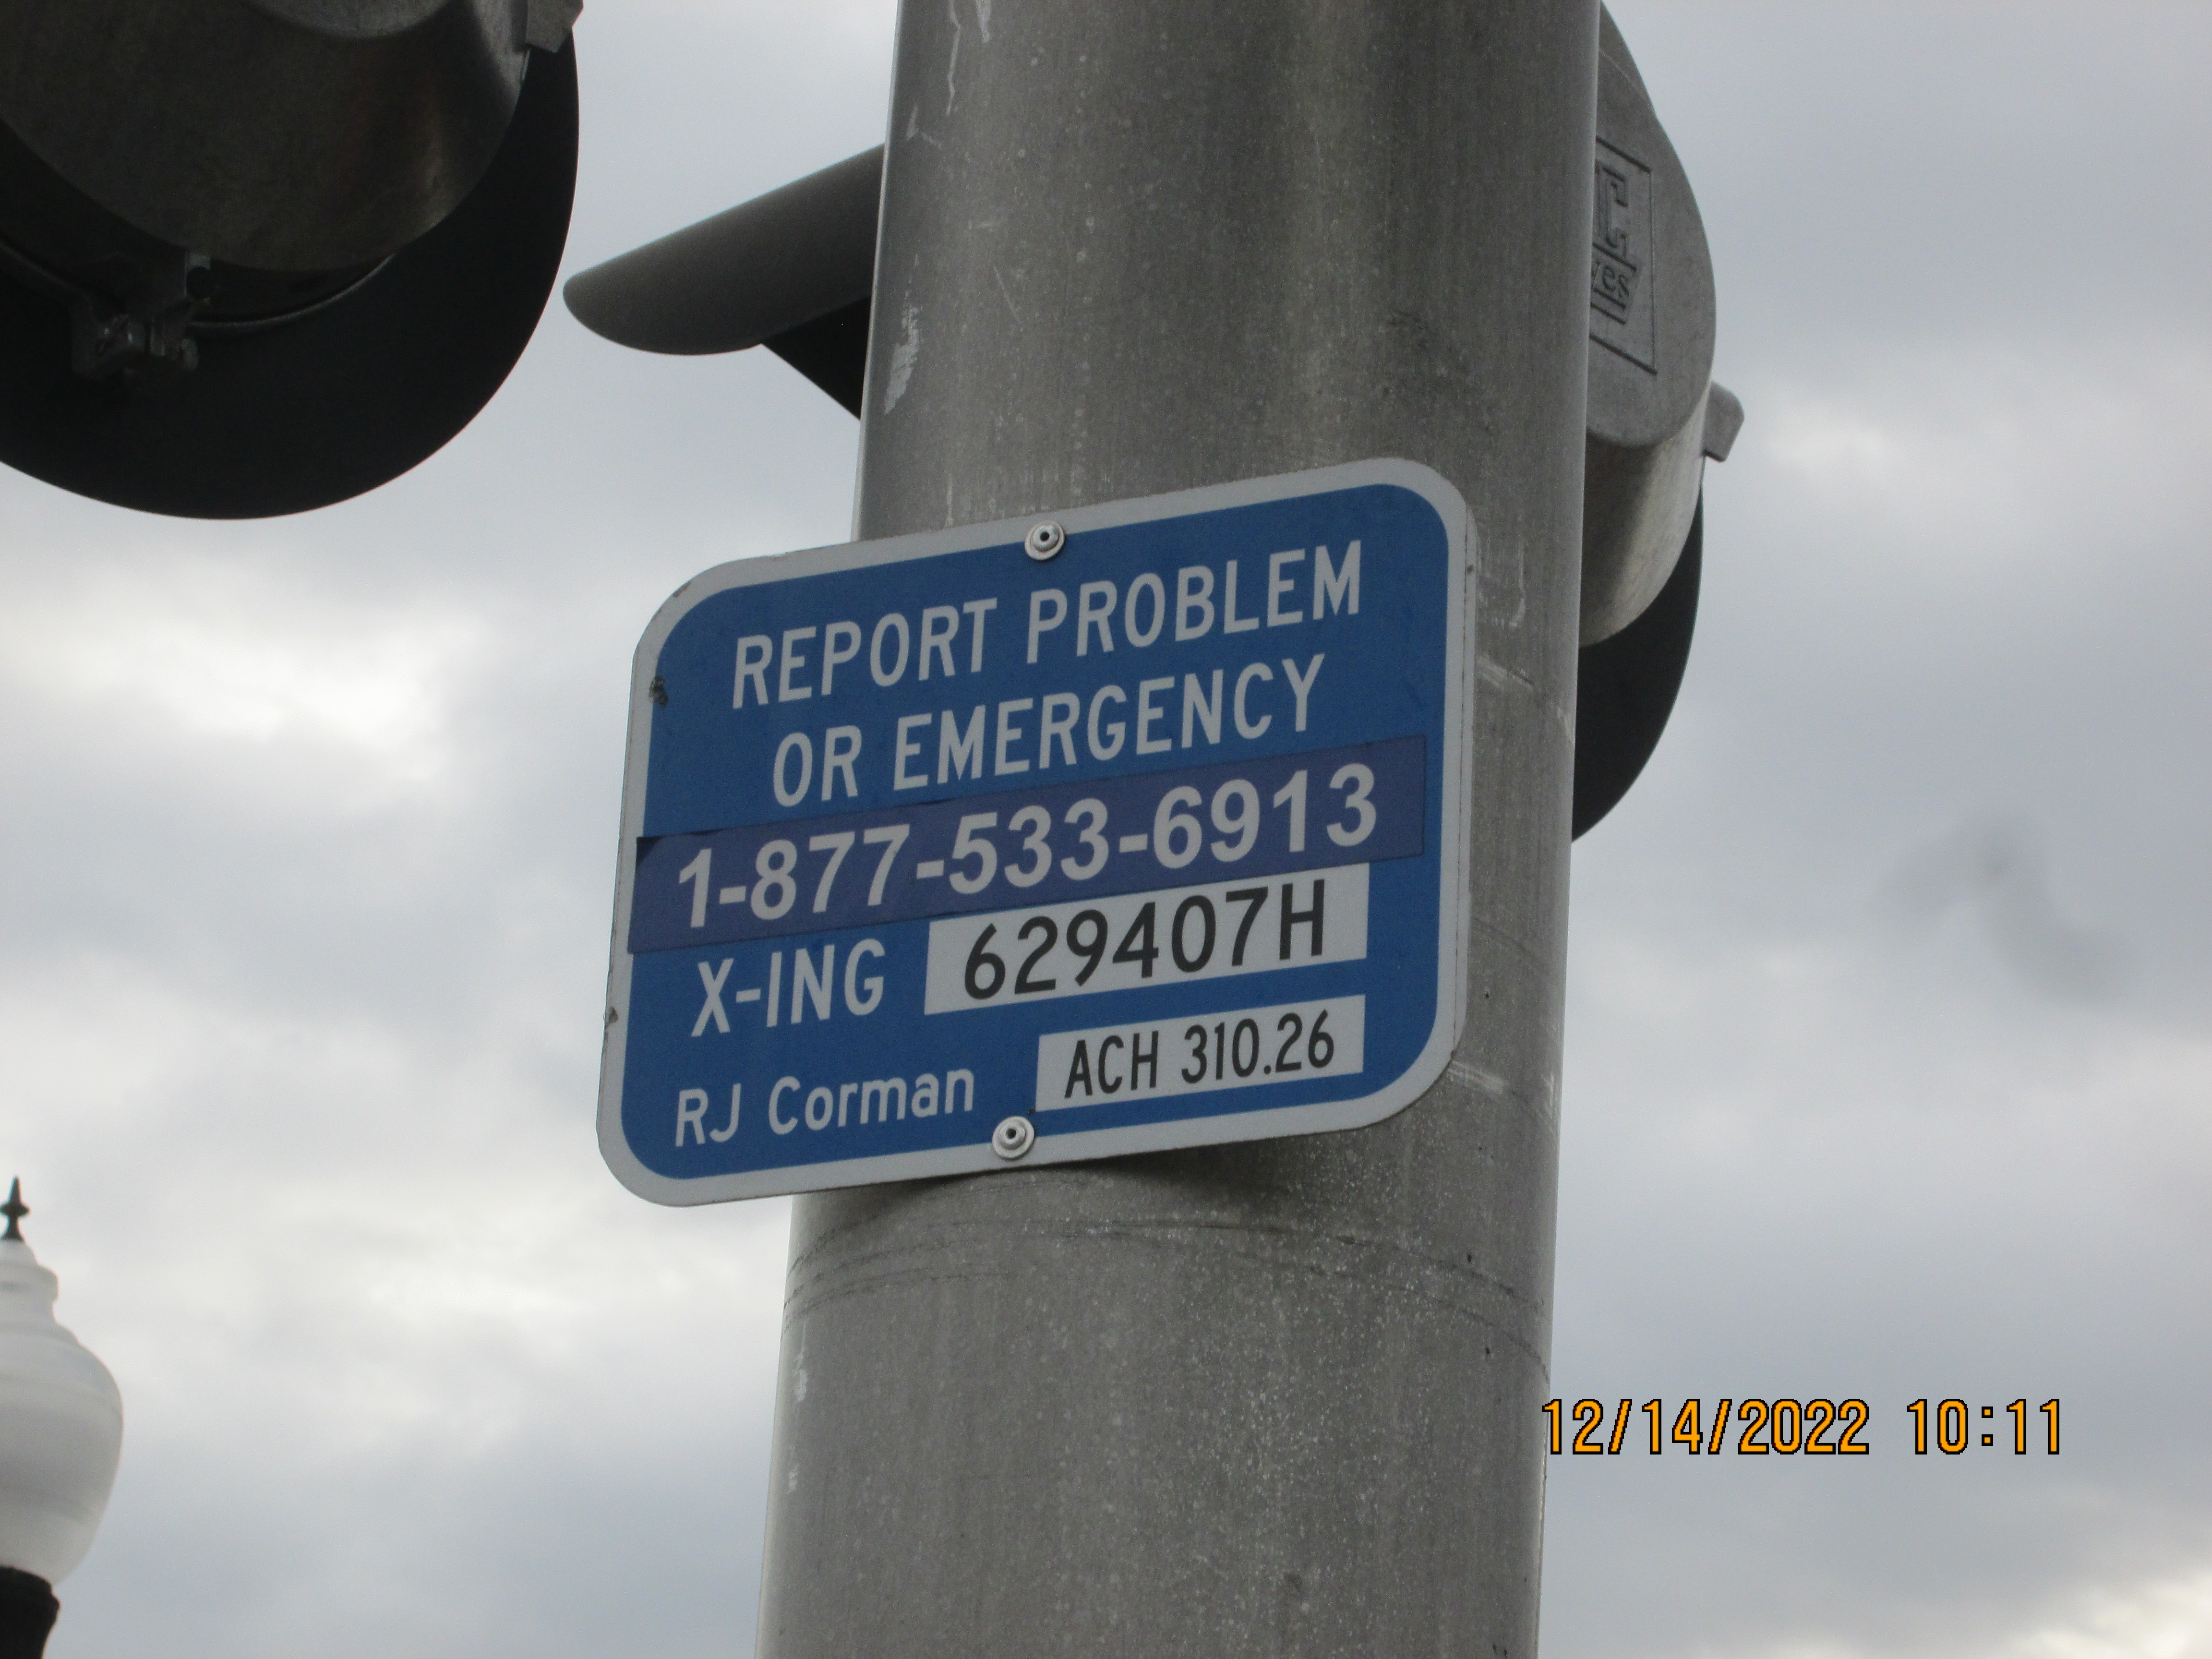 REPORT PROBLEM
OR EMERGENCY
1-877-533-6913
X-ING 629407H
RJ Corman ACH 310.26
12/14/2022 10:11